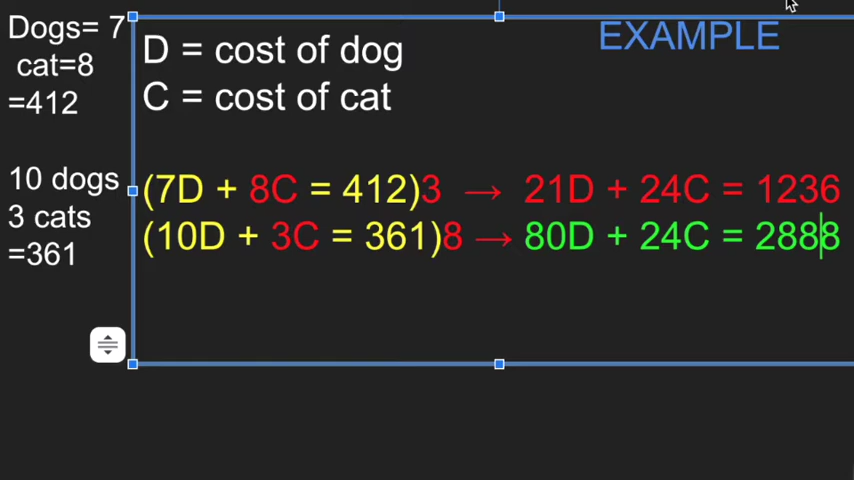 Dogs= 7
cat=8
=412
10 dogs
3 cats
=361
EXAMPLE
D = cost of dog
C = cost of cat
(7D + 8C = 412)3 → 21D + 24C = 1236
(10D + 3C = 361)8 → 80D + 24C = 2888